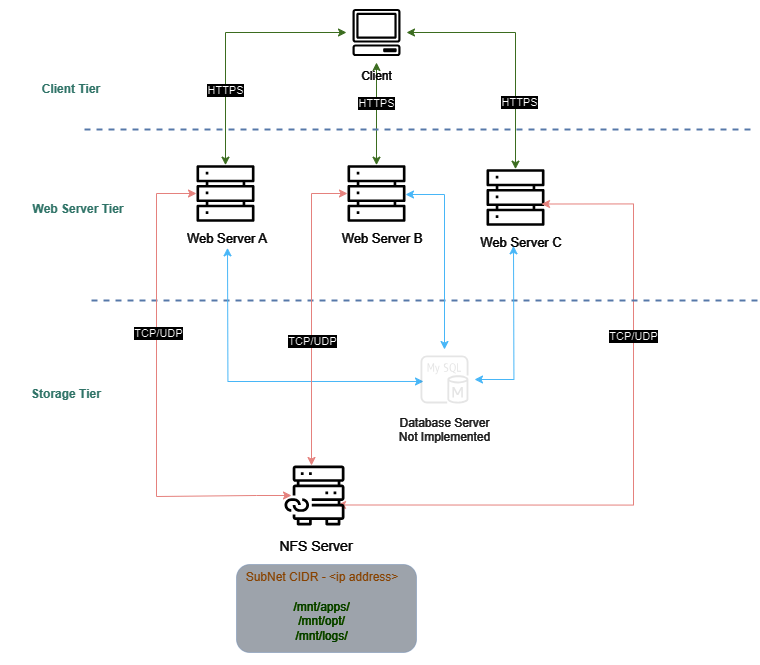 Client
Client Tier
HTTPS
HTTPS
HTTPS
Web Server Tier
Web Server A
Web Server B
Web Server C
TCP/UDP
TCP/UDP
TCP/UDP
My SQL
M
Storage Tier
Database Server
Not Implemented
NFS Server
SubNet CIDR - <ip address>
/mnt/apps/
/mnt/opt/
/mnt/logs/